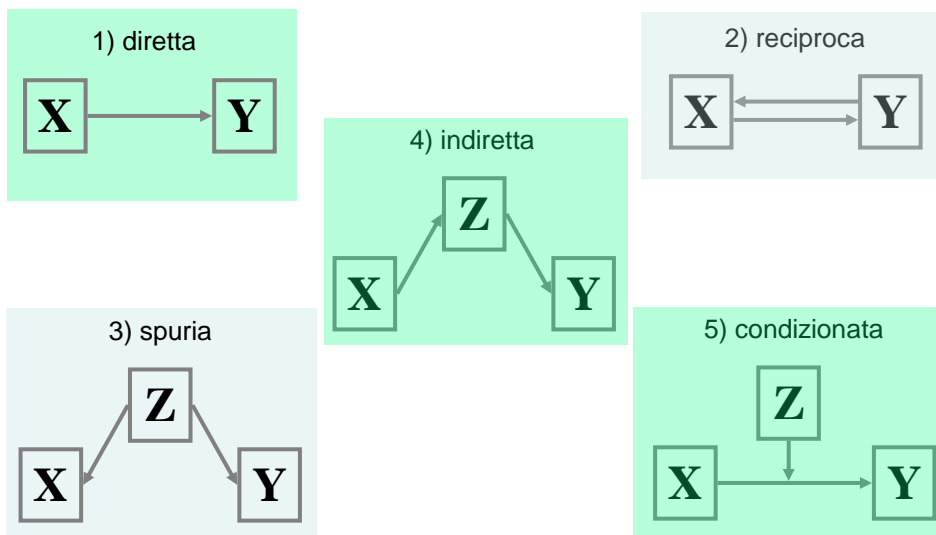 1) diretta
X Y
2) reciproca
X Y
3) spuria
Z
X Y
4) indiretta
Z
X Y
5) condizionata
Z
X Y